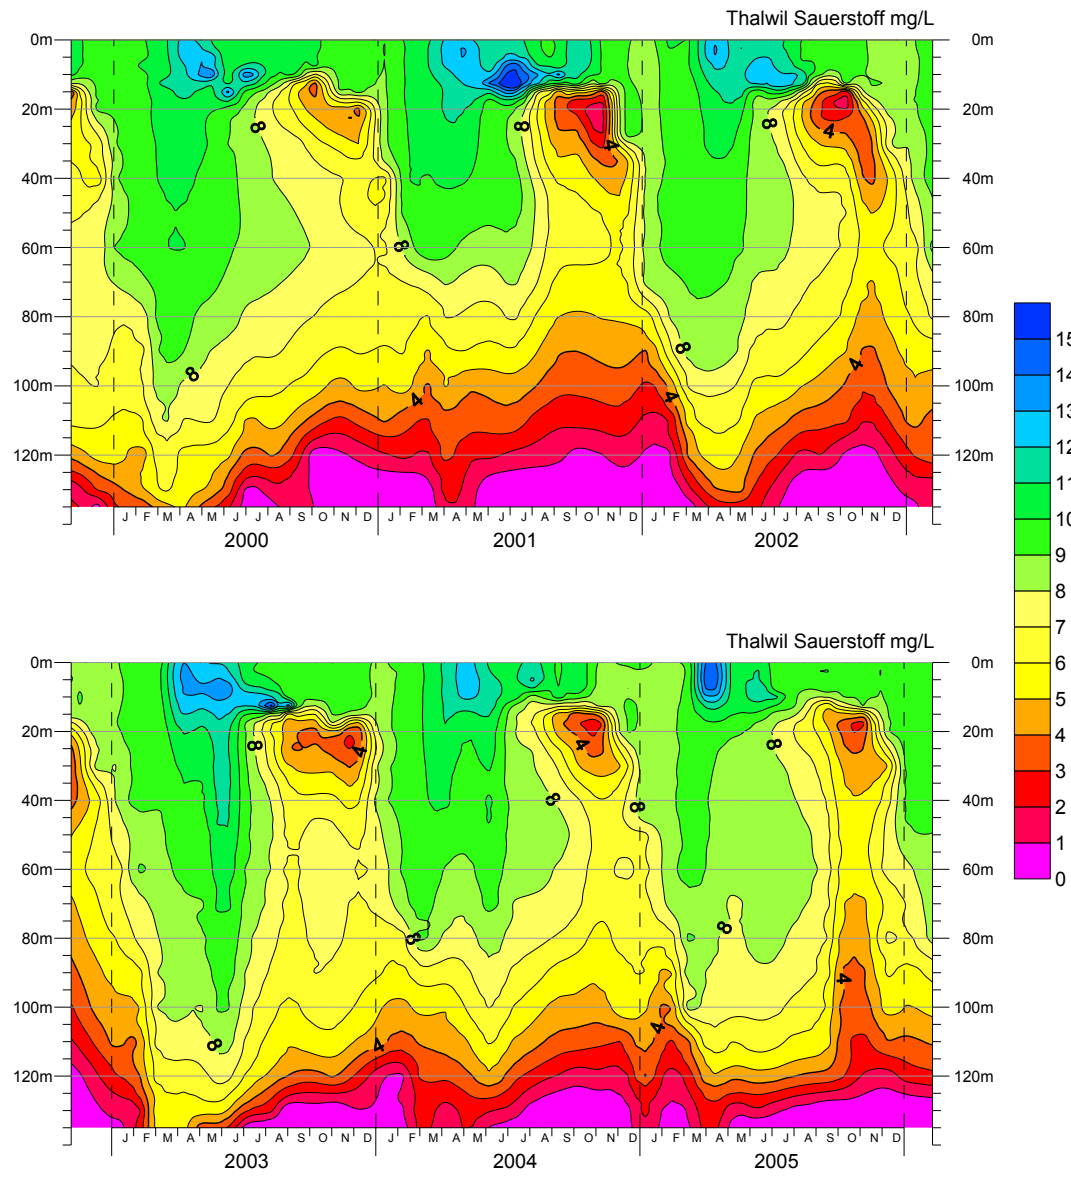 Thalwil Sauerstoff mg/L
0m 0m
20m 20m
40m 40m
60m 60m
80m 80m
100m 100m
120m 120m
8 8 8 8 8 8 4 4 4 4 4
J F M A M J J A S O N D J F M A M J J A S O N D J F M A M J J A S O N D
2000 2001 2002
15
14
13
12
11
10
9
8
7
6
5
4
3
2
1
0
Thalwil Sauerstoff mg/L
0m 0m
20m 20m
40m 40m
60m 60m
80m 80m
100m 100m
120m 120m
8 8 8 8 8 8 8 4 4 4 4 4
J F M A M J J A S O N D J F M A M J J A S O N D J F M A M J J A S O N D
2003 2004 2005